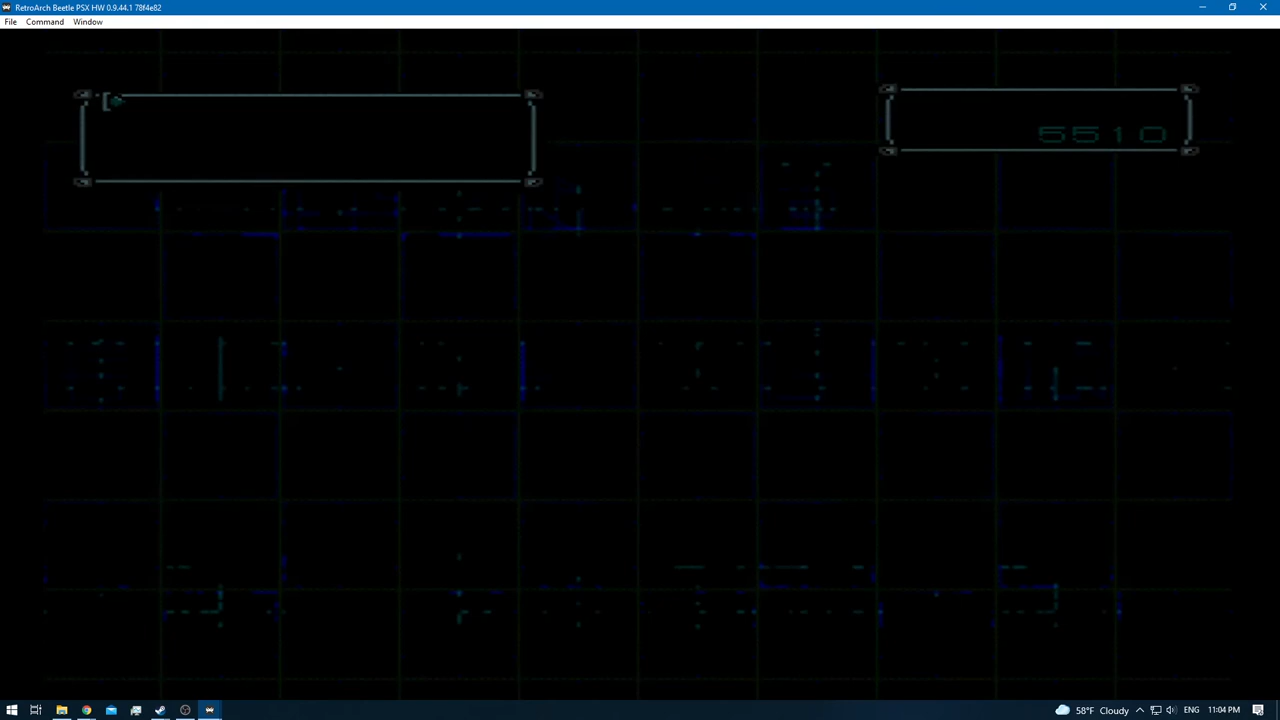 RetroArch Beetle PSX HW 0.9.44.1 78f4e82
File Command Window
[
5510
58°F Cloudy
ENG
11:04 PM